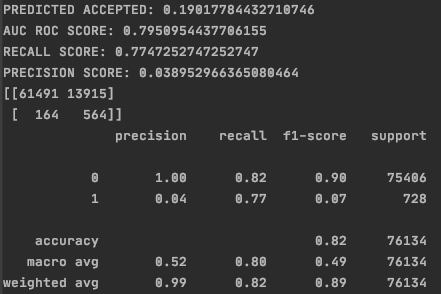 PREDICTED ACCEPTED: 0.19017784432710746
AUC ROC SCORE: 0.7950954437706155
RECALL SCORE: 0.7747252747252747
PRECISION SCORE: 0.038952966365080464
[[61491 13915]
 [  164   564]]
              precision    recall  f1-score   support
           0       1.00      0.82      0.90     75406
           1       0.04      0.77      0.07       728
    accuracy                           0.82     76134
   macro avg       0.52      0.80      0.49     76134
weighted avg       0.99      0.82      0.89     76134